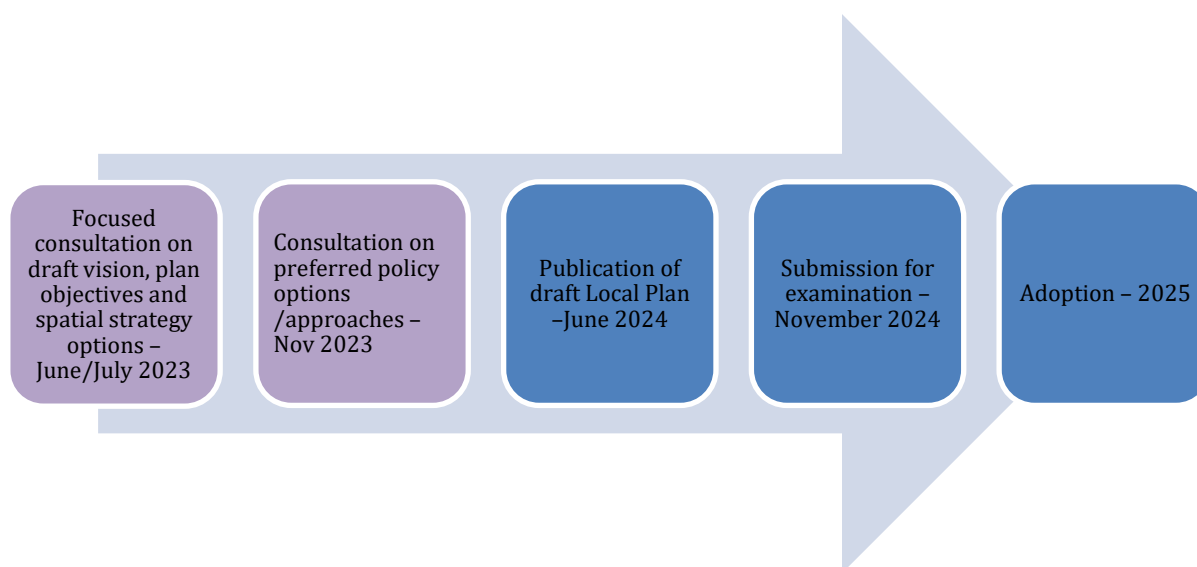 Focused
consultation on
draft vision, plan
objectives and
spatial strategy
options –
June/July 2023
Consultation on
preferred policy
options
/approaches –
Nov 2023
Publication of
draft Local Plan
–June 2024
Submission for
examination –
November 2024
Adoption – 2025